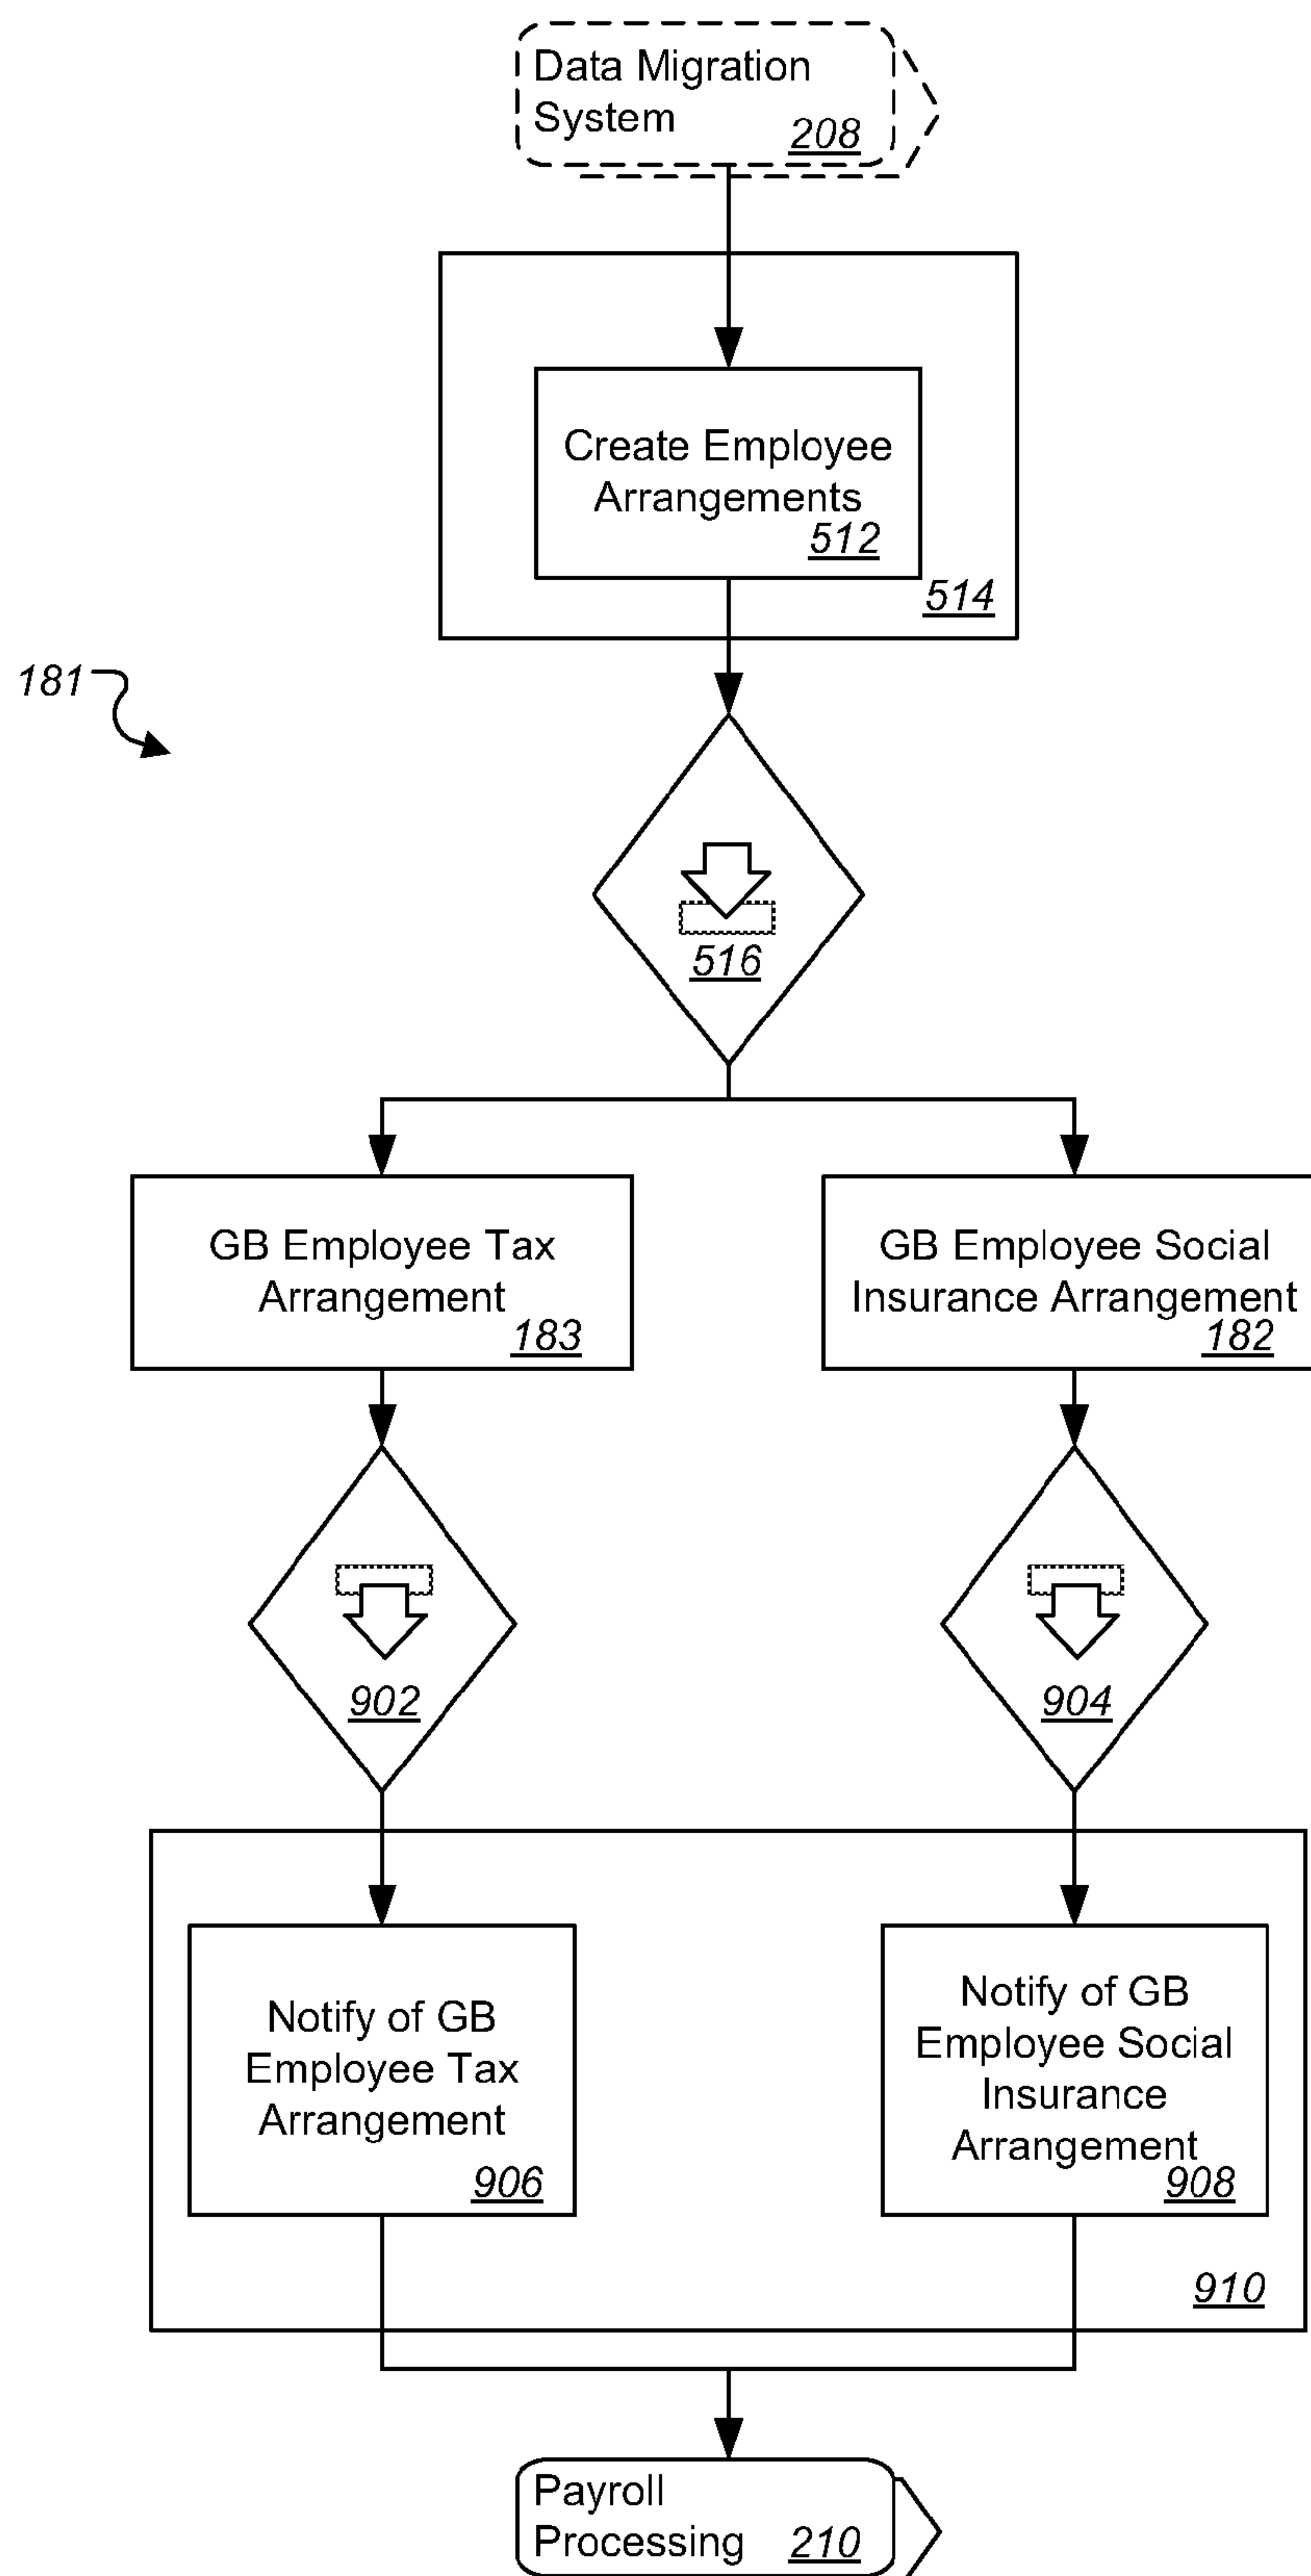 Data Migration
System 208
Create Employee
Arrangements
512
514
181
516
GB Employee Tax
Arrangement
183
GB Employee Social
Insurance Arrangement
182
902
904
Notify of GB
Employee Tax
Arrangement
906
Notify of GB
Employee Social
Insurance
Arrangement
908
910
Payroll
Processing 210